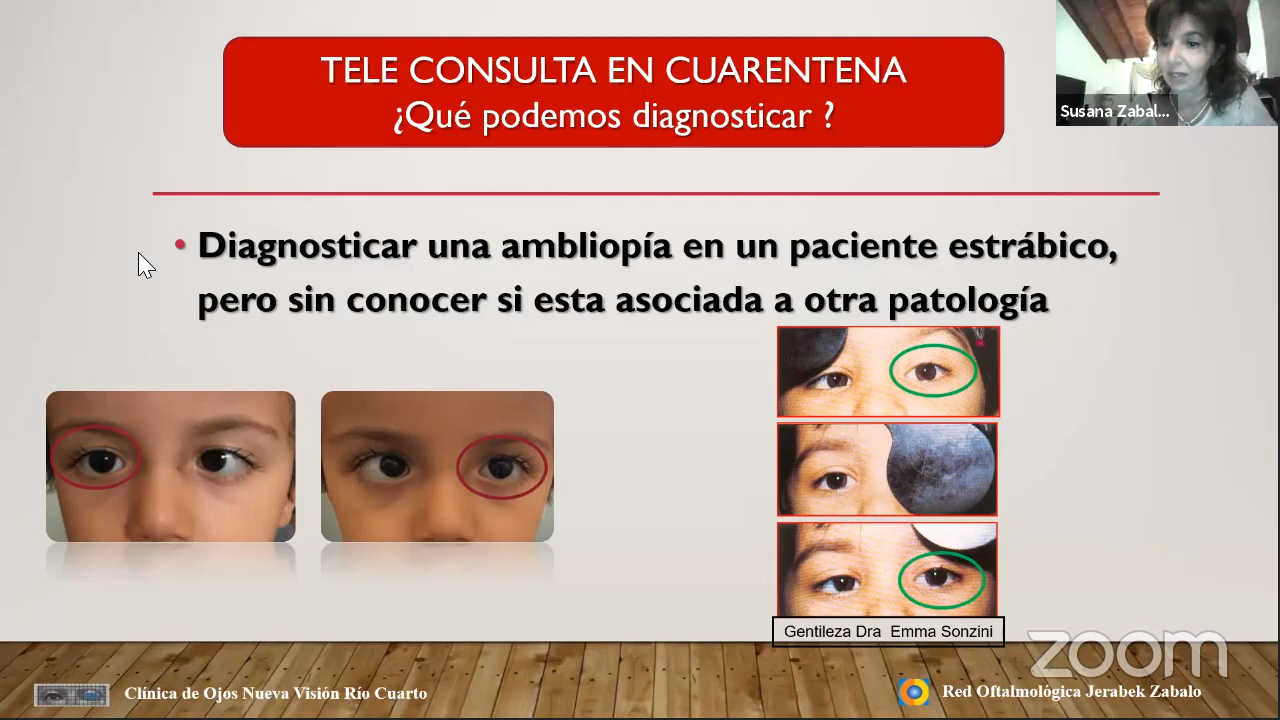 TELE CONSULTA EN CUARENTENA
¿Qué podemos diagnosticar ?
Susana Zabal...
• Diagnosticar una ambliopía en un paciente estrábico,
pero sin conocer si esta asociada a otra patología
Gentileza Dra Emma Sonzini
zoom
Clínica de Ojos Nueva Visión Río Cuarto
Red Oftalmológica Jerabek Zabalo